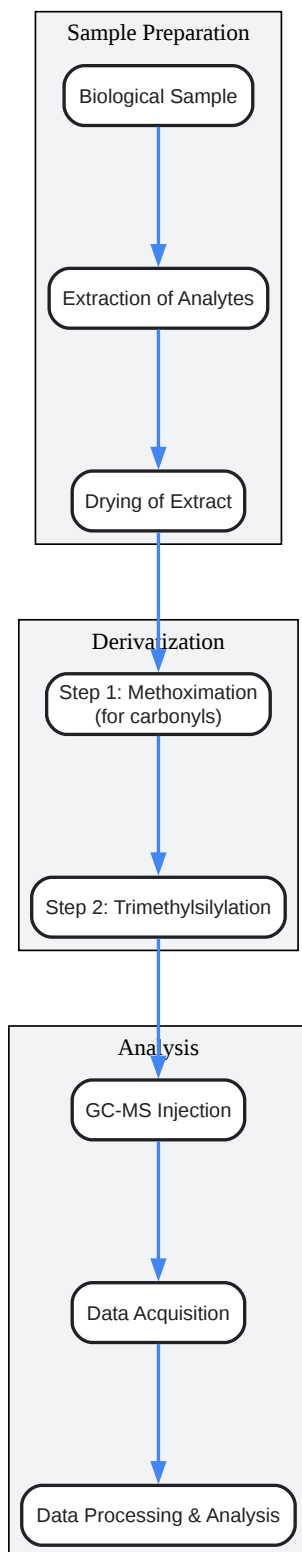 Sample Preparation
Biological Sample
Extraction of Analytes
Drying of Extract
Derivatization
Step 1: Methoximation
(for carbonyls)
Step 2: Trimethylsilylation
Analysis
GC-MS Injection
Data Acquisition
Data Processing & Analysis